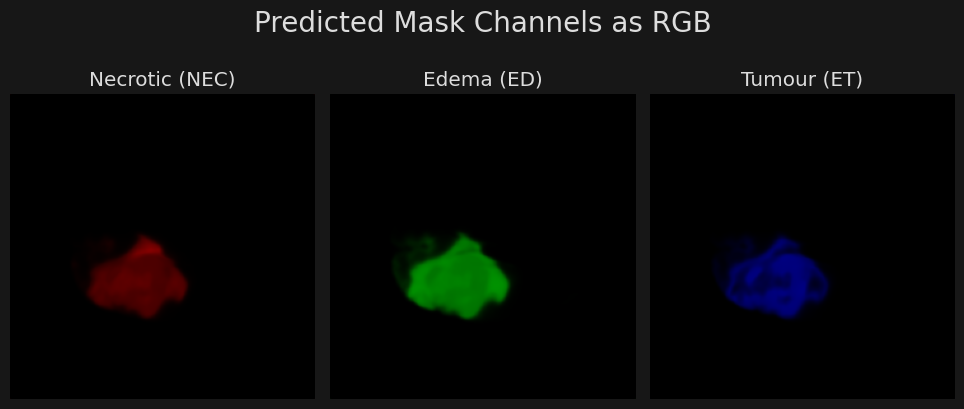 Predicted Mask Channels as RGB
Necrotic (NEC)
Edema (ED)
Tumour (ET)